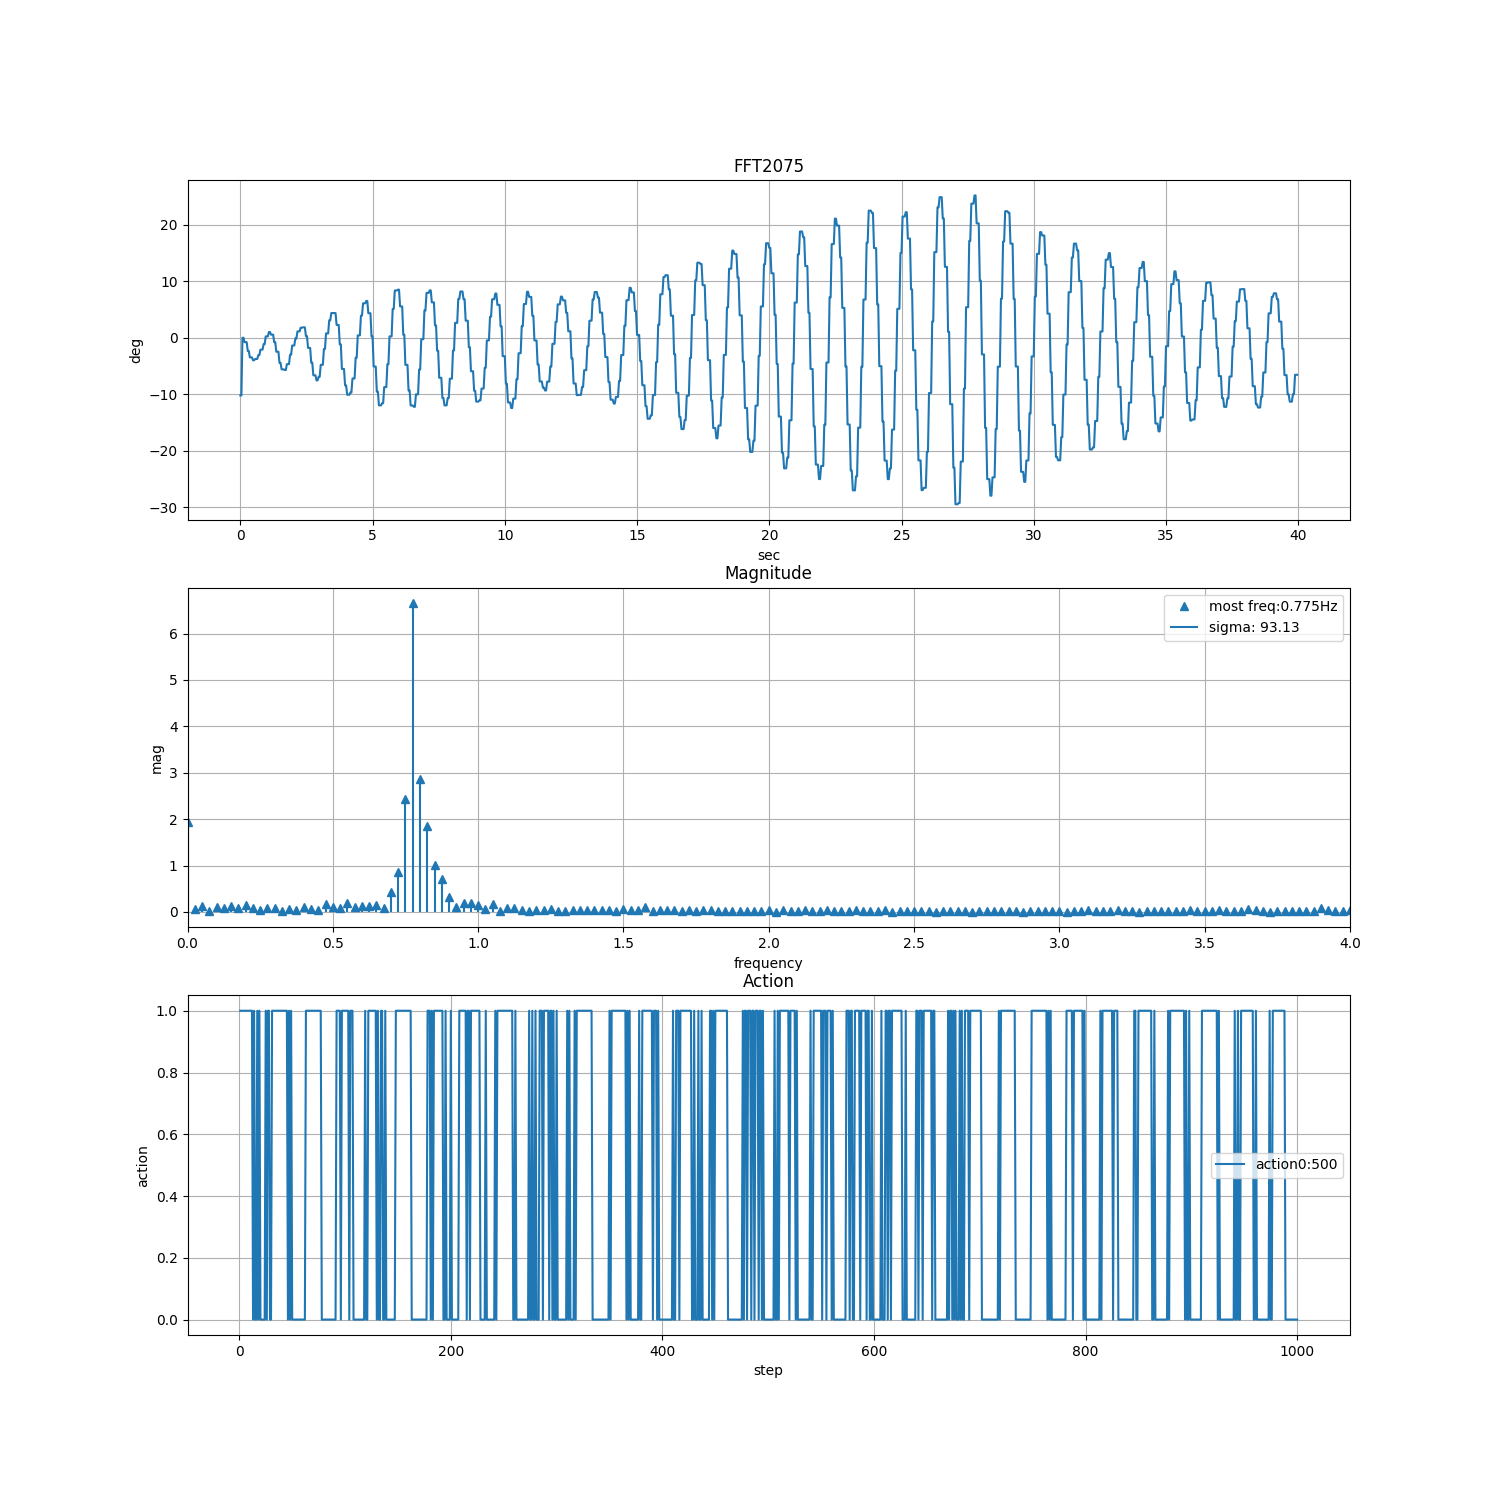 FFT2075
20
10
0
−10
−20
−30
deg
0 5 10 15 20 25 30 35 40
sec
Magnitude
most freq:0.775Hz
sigma: 93.13
6
5
4
3
2
1
0
mag
0.0 0.5 1.0 1.5 2.0 2.5 3.0 3.5 4.0
frequency
Action
1.0
0.8
0.6
0.4
0.2
0.0
action
action0:500
0 200 400 600 800 1000
step